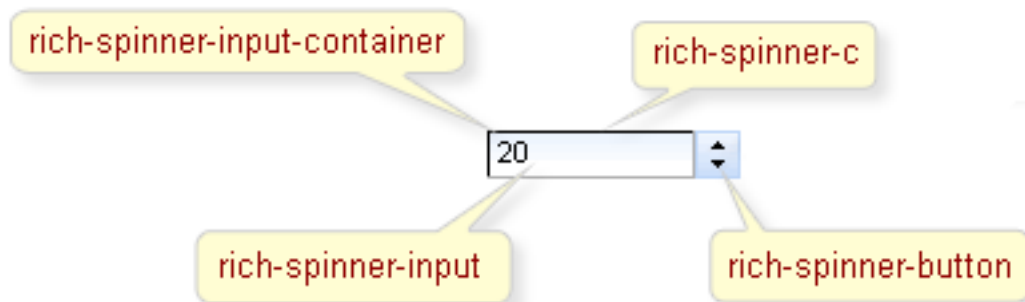 rich-spinner-input-container
rich-spinner-c
20
rich-spinner-input
rich-spinner-button